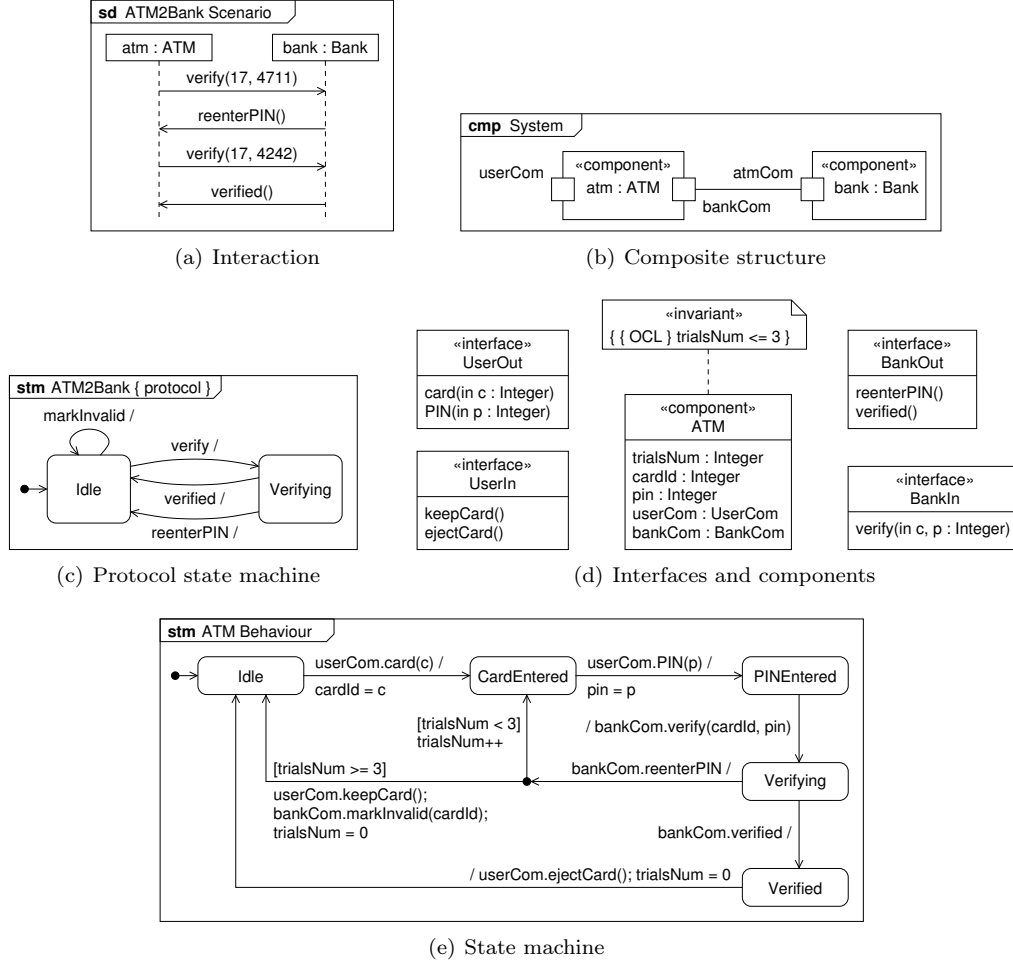 sd ATM2Bank Scenario
atm : ATM
bank : Bank
verify(17, 4711)
reenterPIN()
verify(17, 4242)
verified()
(a) Interaction
cmp System
userCom
«component»
atm : ATM
atmCom
bankCom
«component»
bank : Bank
(b) Composite structure
stm ATM2Bank { protocol }
markInvalid /
verify /
Idle
verified /
Verifying
reenterPIN /
(c) Protocol state machine
«interface»
UserOut
card(in c : Integer)
PIN(in p : Integer)
«interface»
UserIn
keepCard()
ejectCard()
«invariant»
{ { OCL } trialsNum <= 3 }
«component»
ATM
trialsNum : Integer
cardId : Integer
pin : Integer
userCom : UserCom
bankCom : BankCom
«interface»
BankOut
reenterPIN()
verified()
«interface»
BankIn
verify(in c, p : Integer)
(d) Interfaces and components
stm ATM Behaviour
Idle
userCom.card(c) /
cardId = c
CardEntered
userCom.PIN(p) /
pin = p
PINEntered
[trialsNum < 3]
trialsNum++
/ bankCom.verify(cardId, pin)
[trialsNum >= 3]
userCom.keepCard();
bankCom.markInvalid(cardId);
trialsNum = 0
bankCom.reenterPIN /
Verifying
bankCom.verified /
/ userCom.ejectCard(); trialsNum = 0
Verified
(e) State machine